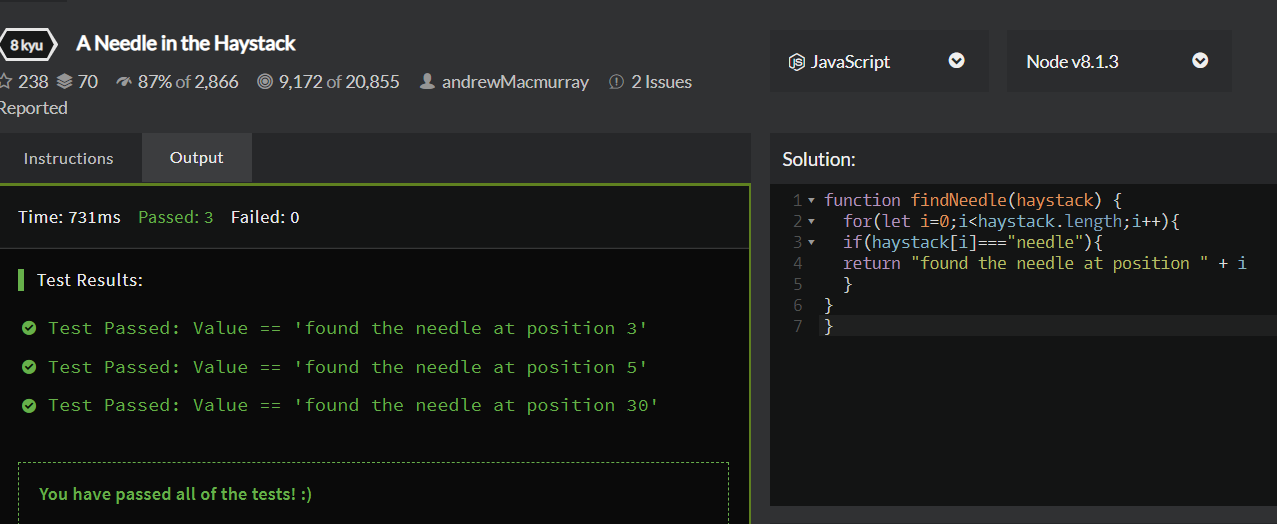 8 kyu A Needle in the Haystack
238 70 87% of 2,866 9,172 of 20,855 andrewMacmurray 2 Issues
Reported
JavaScript
Node v8.1.3
Instructions Output
Time: 731ms Passed: 3 Failed: 0
Test Results:
Test Passed: Value == 'found the needle at position 3'
Test Passed: Value == 'found the needle at position 5'
Test Passed: Value == 'found the needle at position 30'
You have passed all of the tests! :)
Solution:
1 function findNeedle(haystack) {
2 for(let i=0;i<haystack.length;i++){
3 if(haystack[i]==="needle"){
4 return "found the needle at position " + i
5 }
6 }
7 }